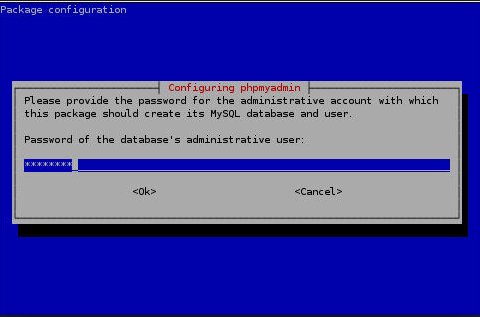 Package configuration
Configuring phpmyadmin
Please provide the password for the administrative account with which
this package should create its MySQL database and user.
Password of the database's administrative user:
********
<Ok> <Cancel>